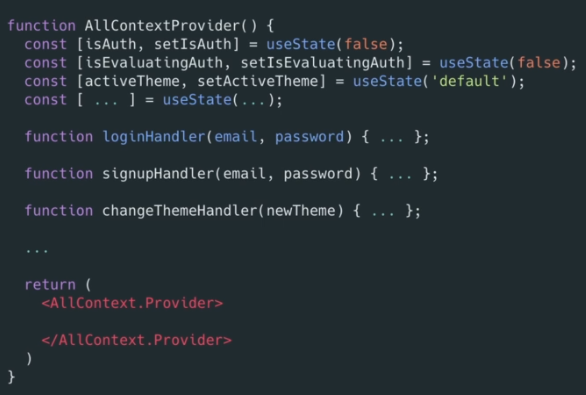 function AllContextProvider() {
const [isAuth, setIsAuth] = useState(false);
const [isEvaluatingAuth, setIsEvaluatingAuth] = useState(false);
const [activeTheme, setActiveTheme] = useState('default');
const [ ... ] = useState(...);
function loginHandler(email, password) { ... };
function signupHandler(email, password) { ... };
function changeThemeHandler(newTheme) { ... };
...
return (
<AllContext.Provider>
</AllContext.Provider>
)
}